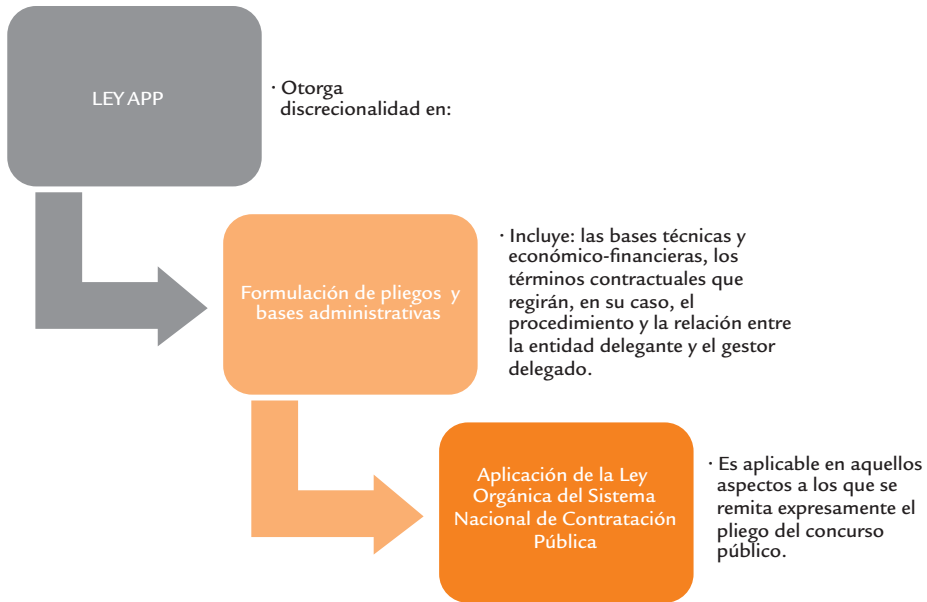 LEY APP
· Otorga
discrecionalidad en:
Formulación de pliegos y
bases administrativas
· Incluye: las bases técnicas y
económico-financieras, los
términos contractuales que
regirán, en su caso, el
procedimiento y la relación entre
la entidad delegante y el gestor
delegado.
Aplicación de la Ley
Orgánica del Sistema
Nacional de Contratación
Pública
· Es aplicable en aquellos
aspectos a los que se
remita expresamente el
pliego del concurso
público.